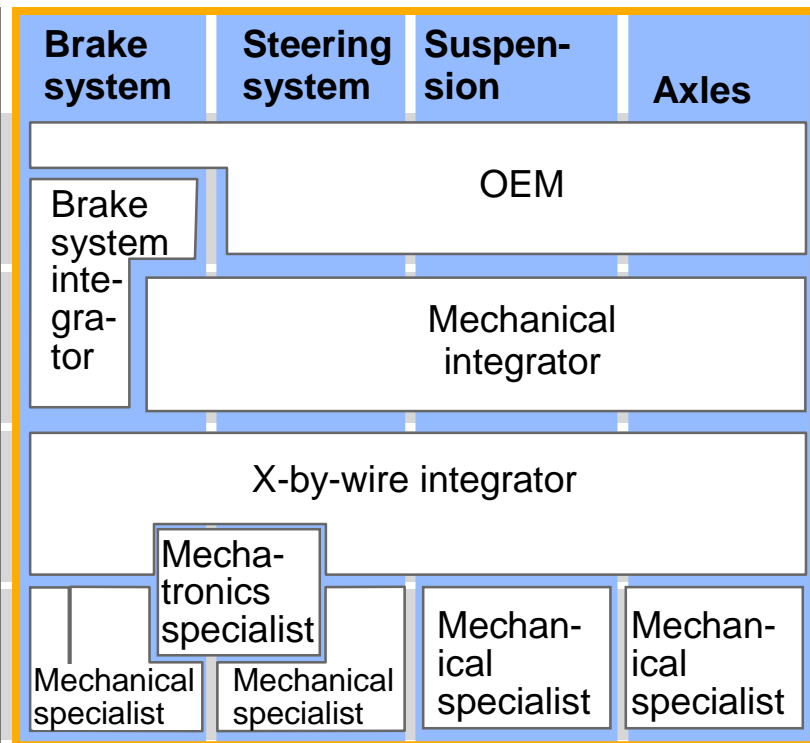 Brake
system
Steering
system
Suspen-
sion
Axles
OEM
Brake
system
inte-
gra-
tor
Mechanical
integrator
X-by-wire integrator
Mecha-
tronics
specialist
Mechanical
specialist
Mechanical
specialist
Mechan-
ical
specialist
Mechan-
ical
specialist